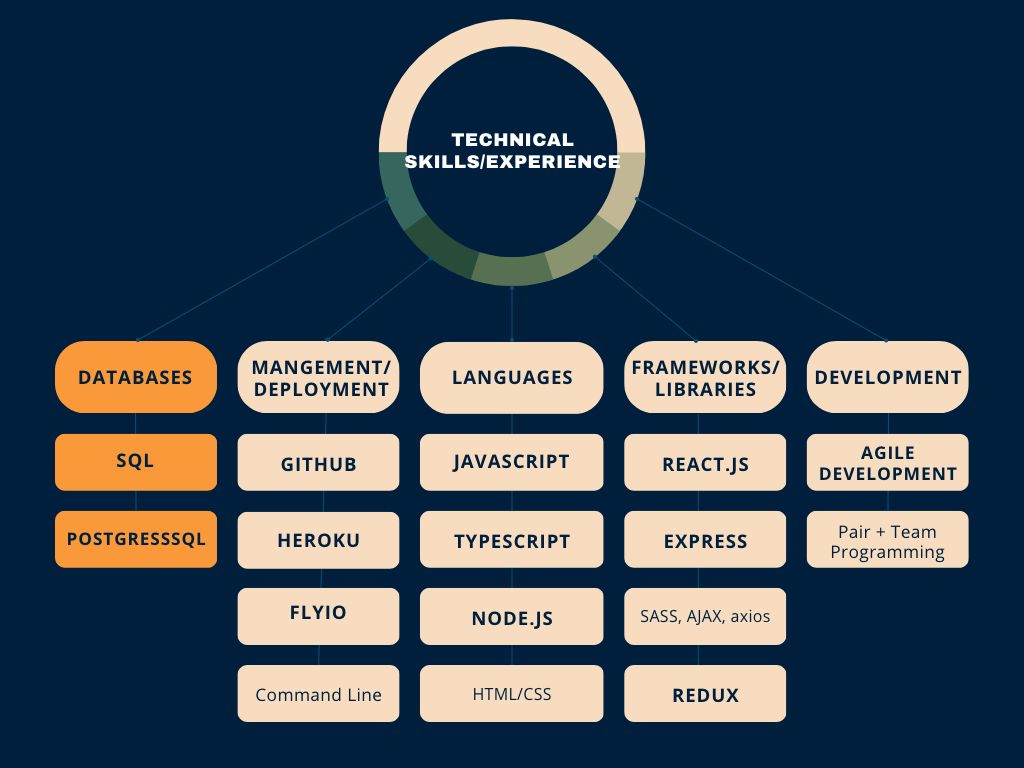 TECHNICAL
SKILLS/EXPERIENCE
DATABASES
SQL
POSTGRESSSQL
MANGEMENT/
DEPLOYMENT
GITHUB
HEROKU
FLYIO
Command Line
LANGUAGES
JAVASCRIPT
TYPESCRIPT
NODE.JS
HTML/CSS
FRAMEWORKS/
LIBRARIES
REACT.JS
EXPRESS
SASS, AJAX, axios
REDUX
DEVELOPMENT
AGILE
DEVELOPMENT
Pair + Team
Programming